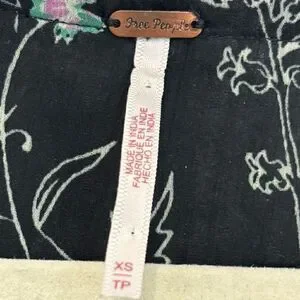 Free People
MADE IN INDIA
FABRIQUÉ EN INDE
HECHO EN INDIA
XS
TP